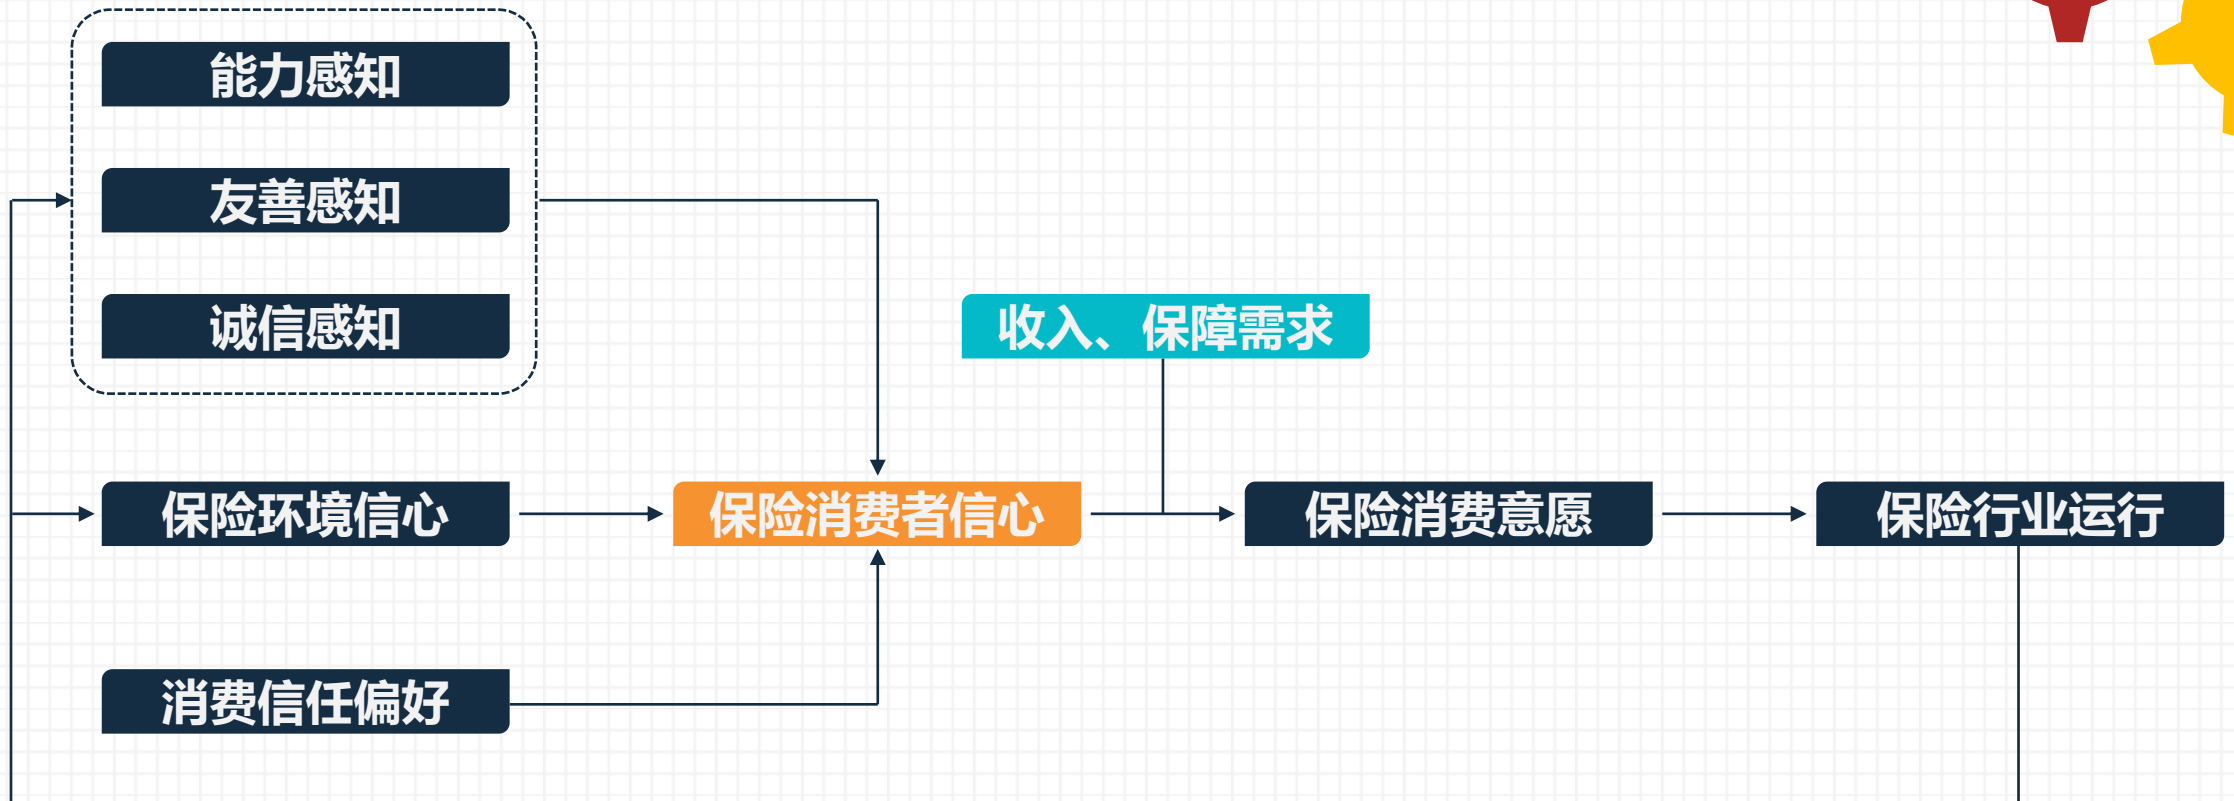 能力感知
友善感知
诚信感知
收入、保障需求
保险环境信心
保险消费者信心
保险消费意愿
保险行业运行
消费信任偏好